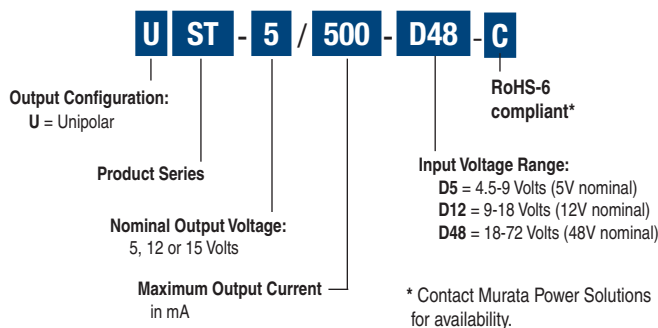 U ST - 5 / 500 - D48 - C
Output Configuration:
U = Unipolar
RoHS-6
compliant*
Product Series
Input Voltage Range:
D5 = 4.5-9 Volts (5V nominal)
D12 = 9-18 Volts (12V nominal)
D48 = 18-72 Volts (48V nominal)
Nominal Output Voltage:
5, 12 or 15 Volts
Maximum Output Current
in mA
* Contact Murata Power Solutions
for availability.